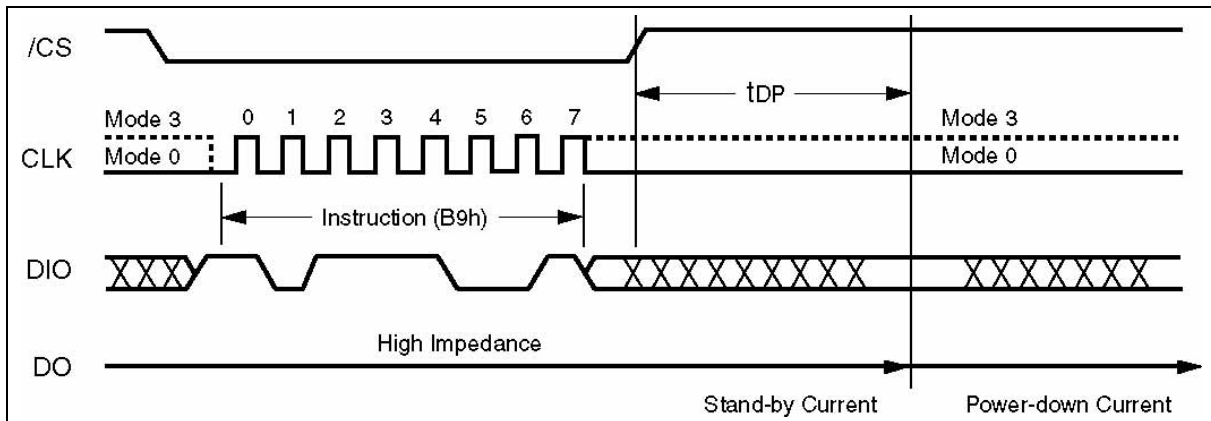 /CS
tDP
Mode 3
0 1 2 3 4 5 6 7
Mode 3
CLK
Mode 0
Mode 0
Instruction (B9h)
DIO
High Impedance
DO
Stand-by Current
Power-down Current